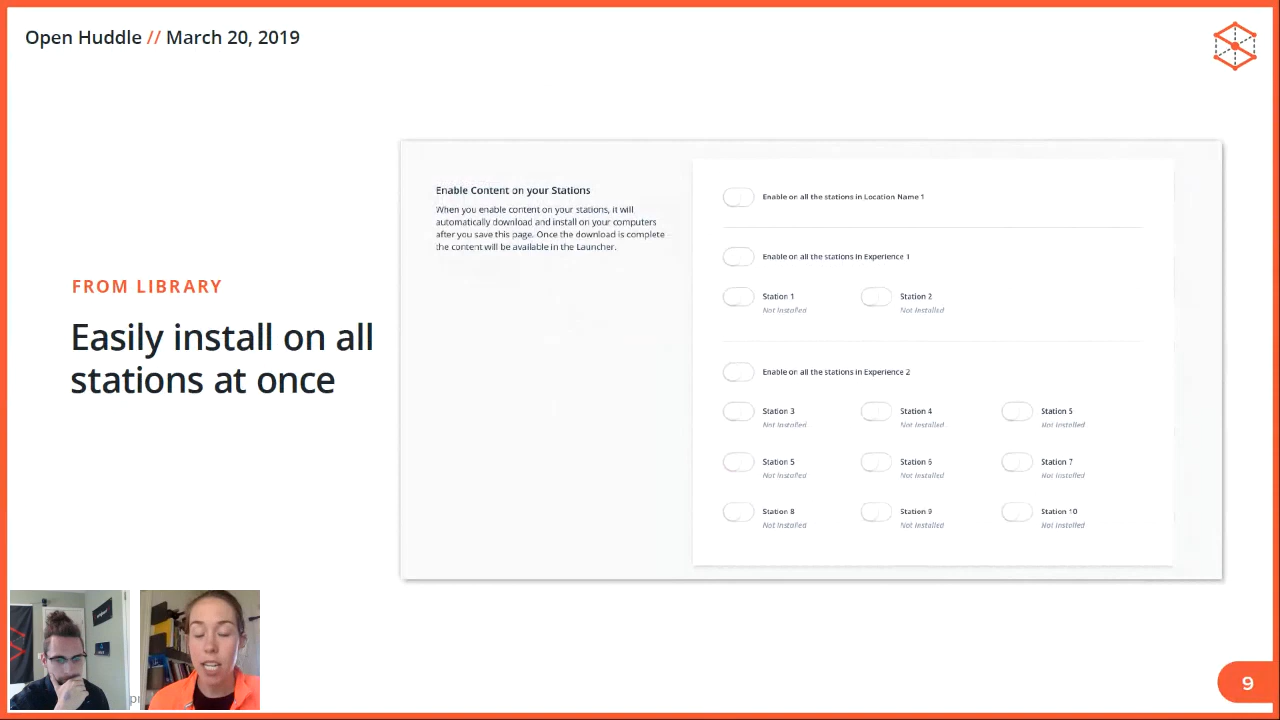 Open Huddle // March 20, 2019
FROM LIBRARY
Easily install on all
stations at once
Enable Content on your Stations
When you enable content on your stations, it will
automatically download and install on your computers
after you save this page. Once the download is complete
the content will be available in the Launcher.
Enable on all the stations in Location Name 1
Enable on all the stations in Experience 1
Station 1 Station 2
Not Installed Not Installed
Enable on all the stations in Experience 2
Station 3 Station 4 Station 5
Not Installed Not Installed Not Installed
Station 5 Station 6 Station 7
Not Installed Not Installed Not Installed
Station 8 Station 9 Station 10
Not Installed Not Installed Not Installed
9